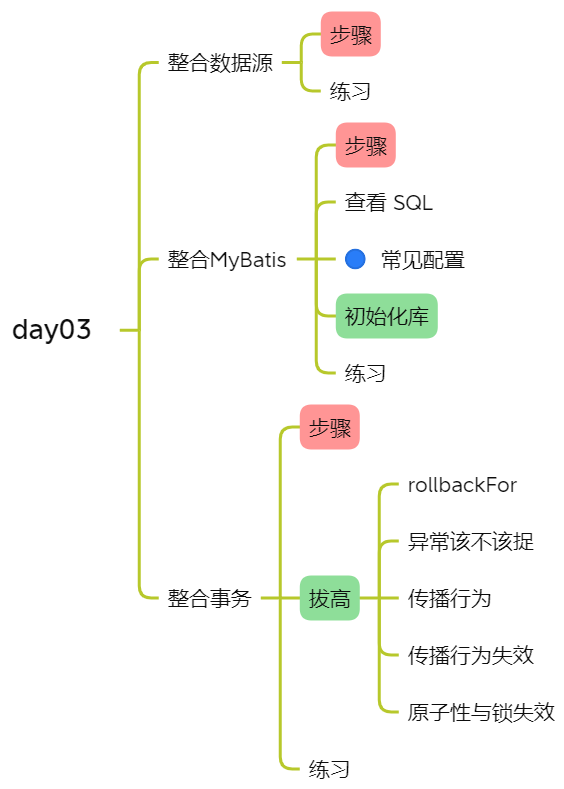 day03
整合数据源
步骤
练习
整合MyBatis
步骤
查看 SQL
常见配置
初始化库
练习
整合事务
步骤
拔高
rollbackFor
异常该不该捉
传播行为
传播行为失效
原子性与锁失效
练习